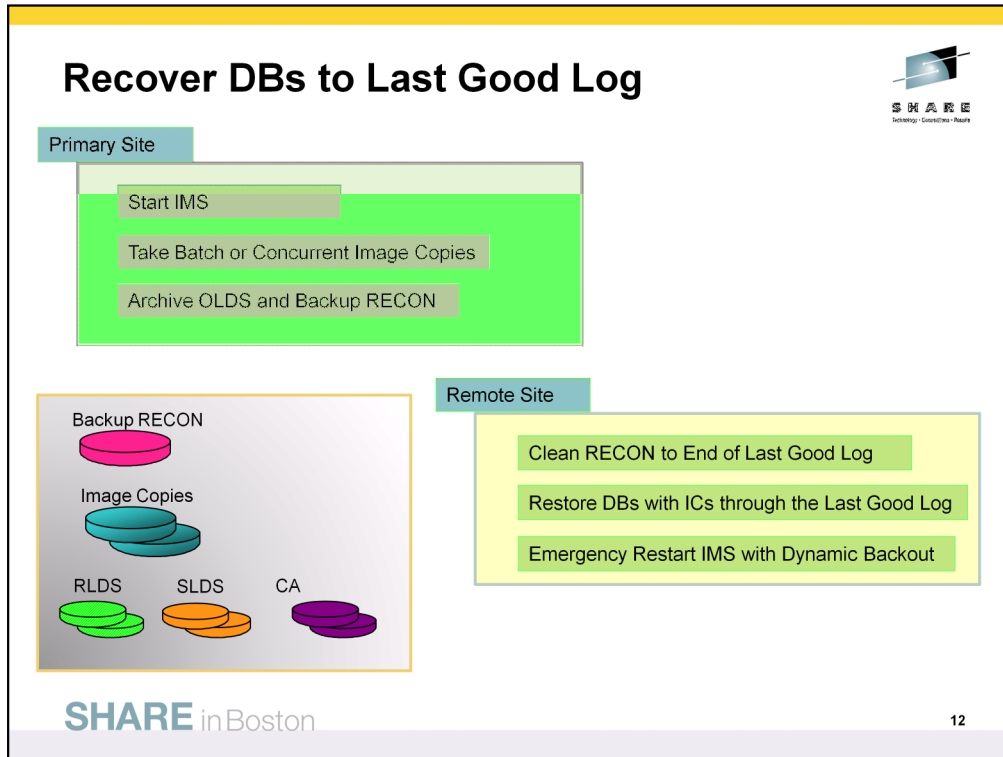 Recover DBs to Last Good Log
SHARE
Technology • Connections • Results
Primary Site
Start IMS
Take Batch or Concurrent Image Copies
Archive OLDS and Backup RECON
Backup RECON
Image Copies
RLDS
SLDS
CA
Remote Site
Clean RECON to End of Last Good Log
Restore DBs with ICs through the Last Good Log
Emergency Restart IMS with Dynamic Backout
SHARE in Boston
12